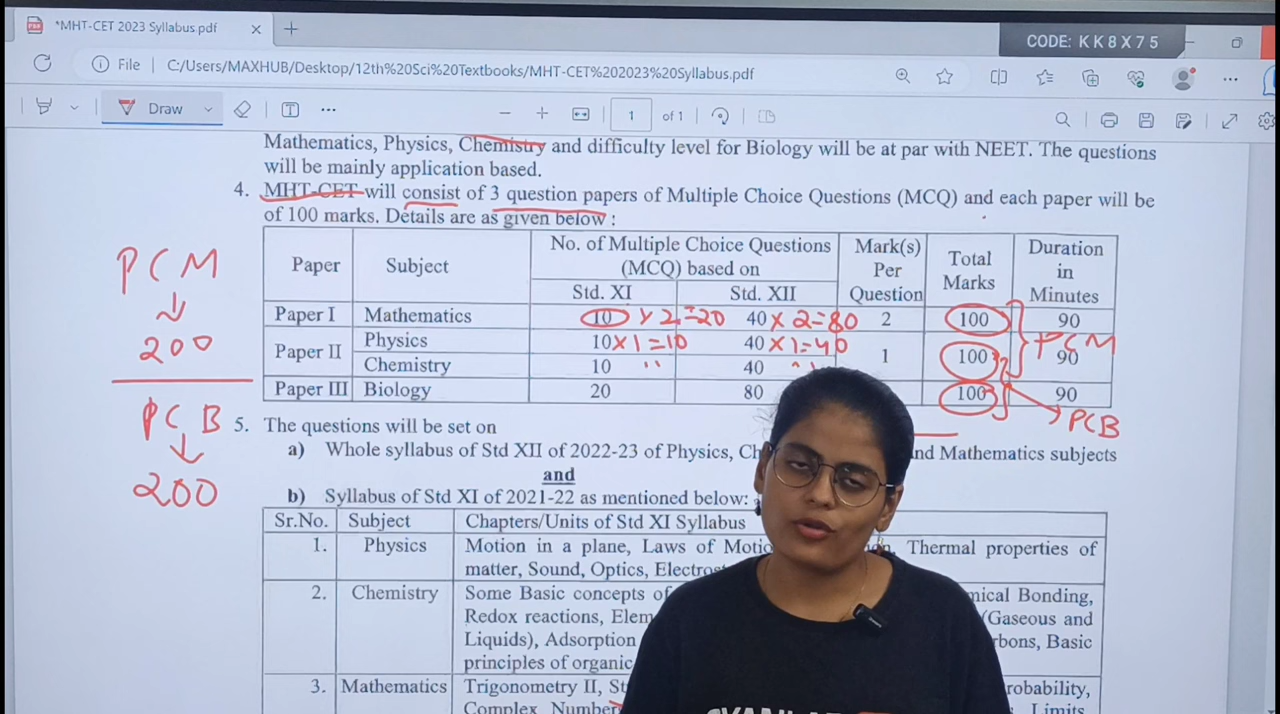 *MHT-CET 2023 Syllabus.pdf
CODE: KK8X75
File | C:/Users/MAXHUB/Desktop/12th%20Sci%20Textbooks/MHT-CET%202023%20Syllabus.pdf
Draw
1 of 1
Mathematics, Physics, Chemistry and difficulty level for Biology will be at par with NEET. The questions
will be mainly application based.
4. MHT-CET will consist of 3 question papers of Multiple Choice Questions (MCQ) and each paper will be
of 100 marks. Details are as given below :
Paper Subject No. of Multiple Choice Questions (MCQ) based on Mark(s) Per Question Total Marks Duration in Minutes
Std. XI Std. XII
Paper I Mathematics 10 x 2 = 20 40 x 2 = 80 2 100 90
Paper II Physics 10 x 1 = 10 40 x 1 = 40 1 100 90
Chemistry 10 " 40
Paper III Biology 20 80 100 90
PCM
200
PCB
200
PCM
PCB
5. The questions will be set on
a) Whole syllabus of Std XII of 2022-23 of Physics, and Mathematics subjects
and
b) Syllabus of Std XI of 2021-22 as mentioned below:
Sr.No. Subject Chapters/Units of Std XI Syllabus
1. Physics Motion in a plane, Laws of Thermal properties of
matter, Sound, Optics,
2. Chemistry Some Basic concepts of Bonding,
Redox reactions, (Gaseous and
Liquids), Adsorption Basic
principles of organic
3. Mathematics Trigonometry II,
Complex Limits